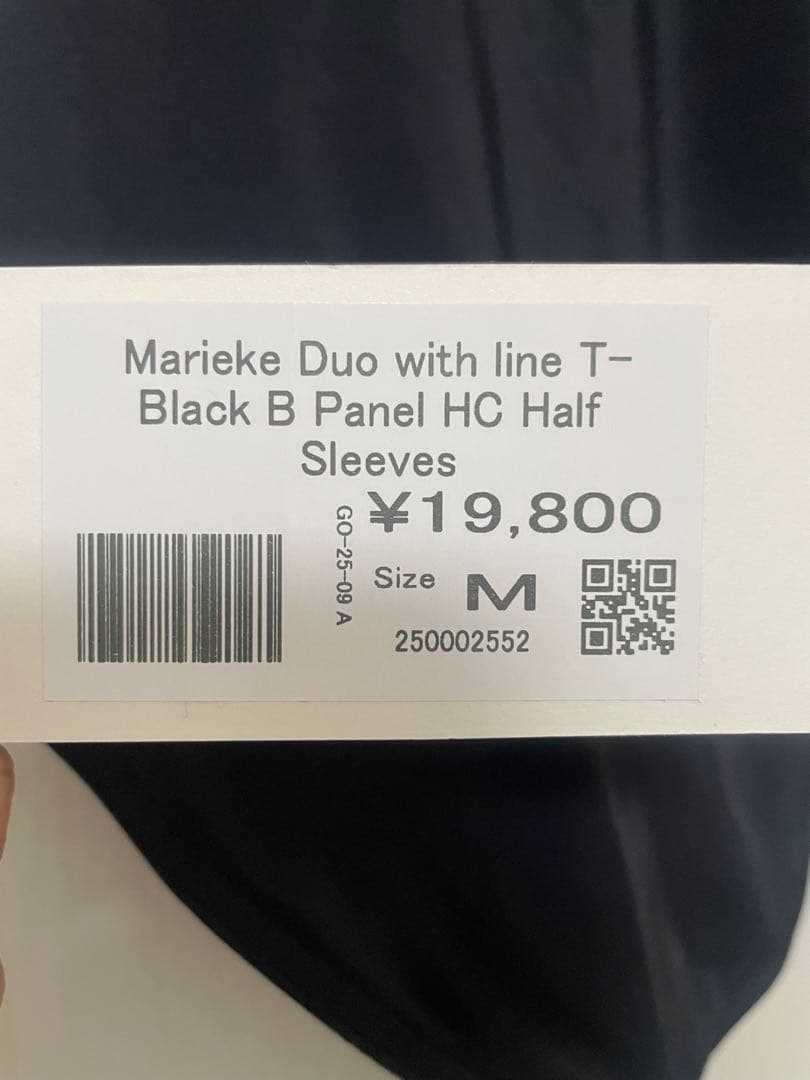 Marieke Duo with line T-
Black B Panel HC Half
Sleeves
¥19,800
GO-25-09 A
Size M
250002552